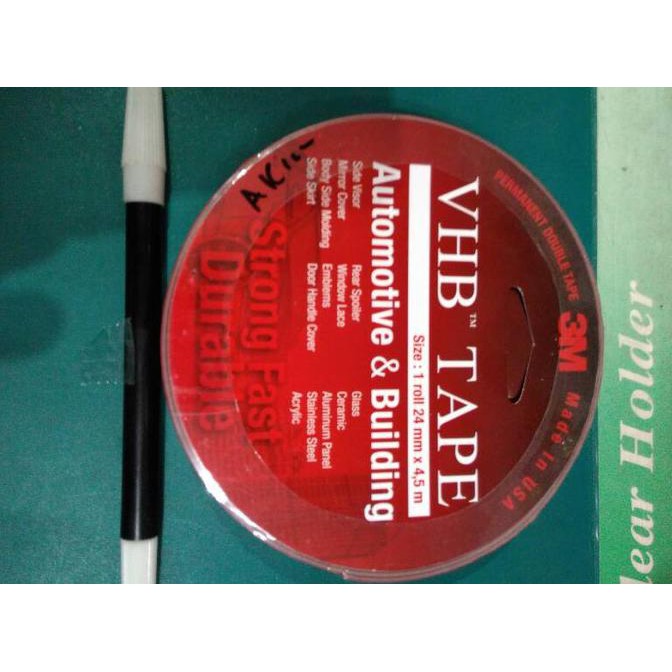 PERMANENT DOUBLE TAPE 3M Made In USA
VHB™ TAPE
Size : 1 roll 24 mm x 4,5 m
Automotive & Building
Side Visor
Mirror Cover
Body Side Molding
Side Skirt
Rear Spoiler
Window Lace
Emblems
Door Handle Cover
Glass
Ceramic
Aluminum Panel
Stainless Steel
Acrylic
Strong Fast
Durable
lear Holder